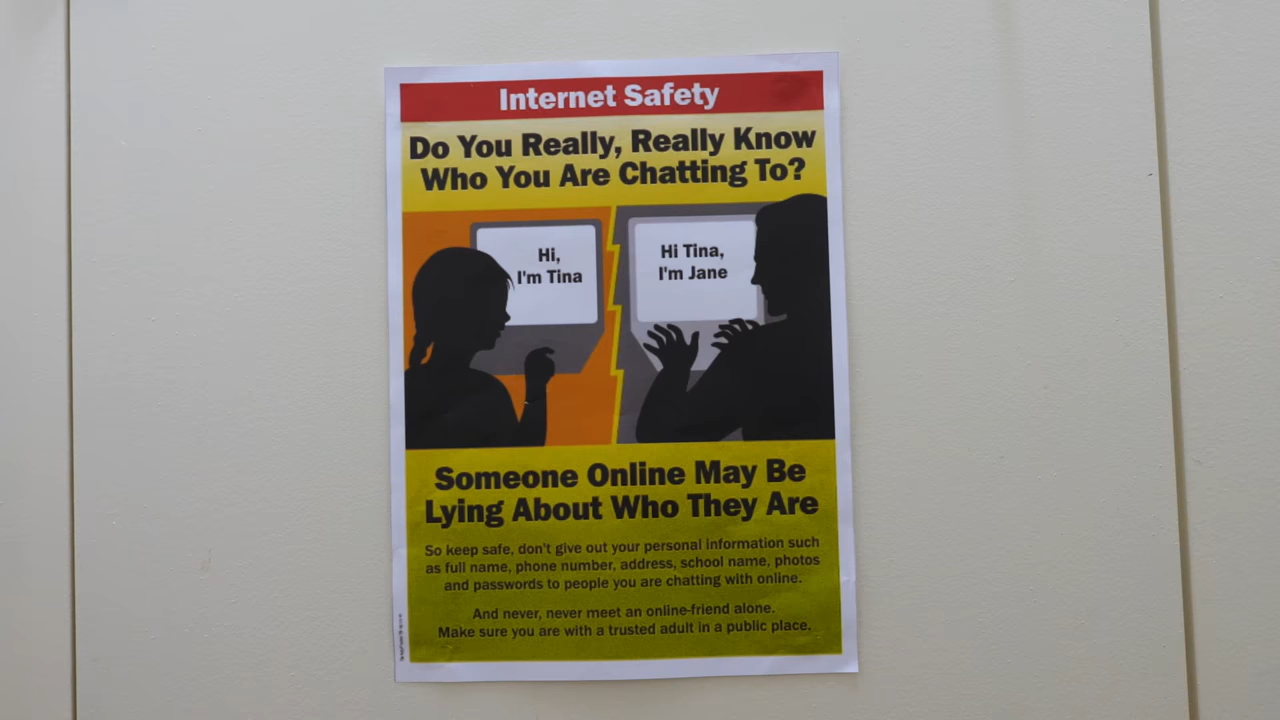 Internet Safety
Do You Really, Really Know
Who You Are Chatting To?
Hi,
I'm Tina
Hi Tina,
I'm Jane
Someone Online May Be
Lying About Who They Are
So keep safe, don't give out your personal information such
as full name, phone number, address, school name, photos
and passwords to people you are chatting with online.
And never, never meet an online-friend alone.
Make sure you are with a trusted adult in a public place.